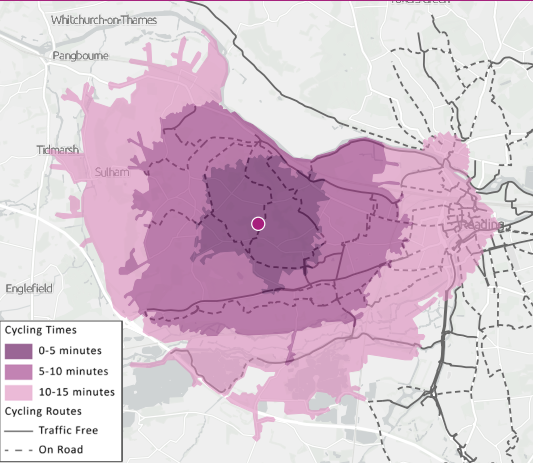 Whitchurch-on-Thames
Pangbourne
Tidmarsh
Sulham
Reading
Englefield
Cycling Times
0-5 minutes
5-10 minutes
10-15 minutes
Cycling Routes
Traffic Free
On Road